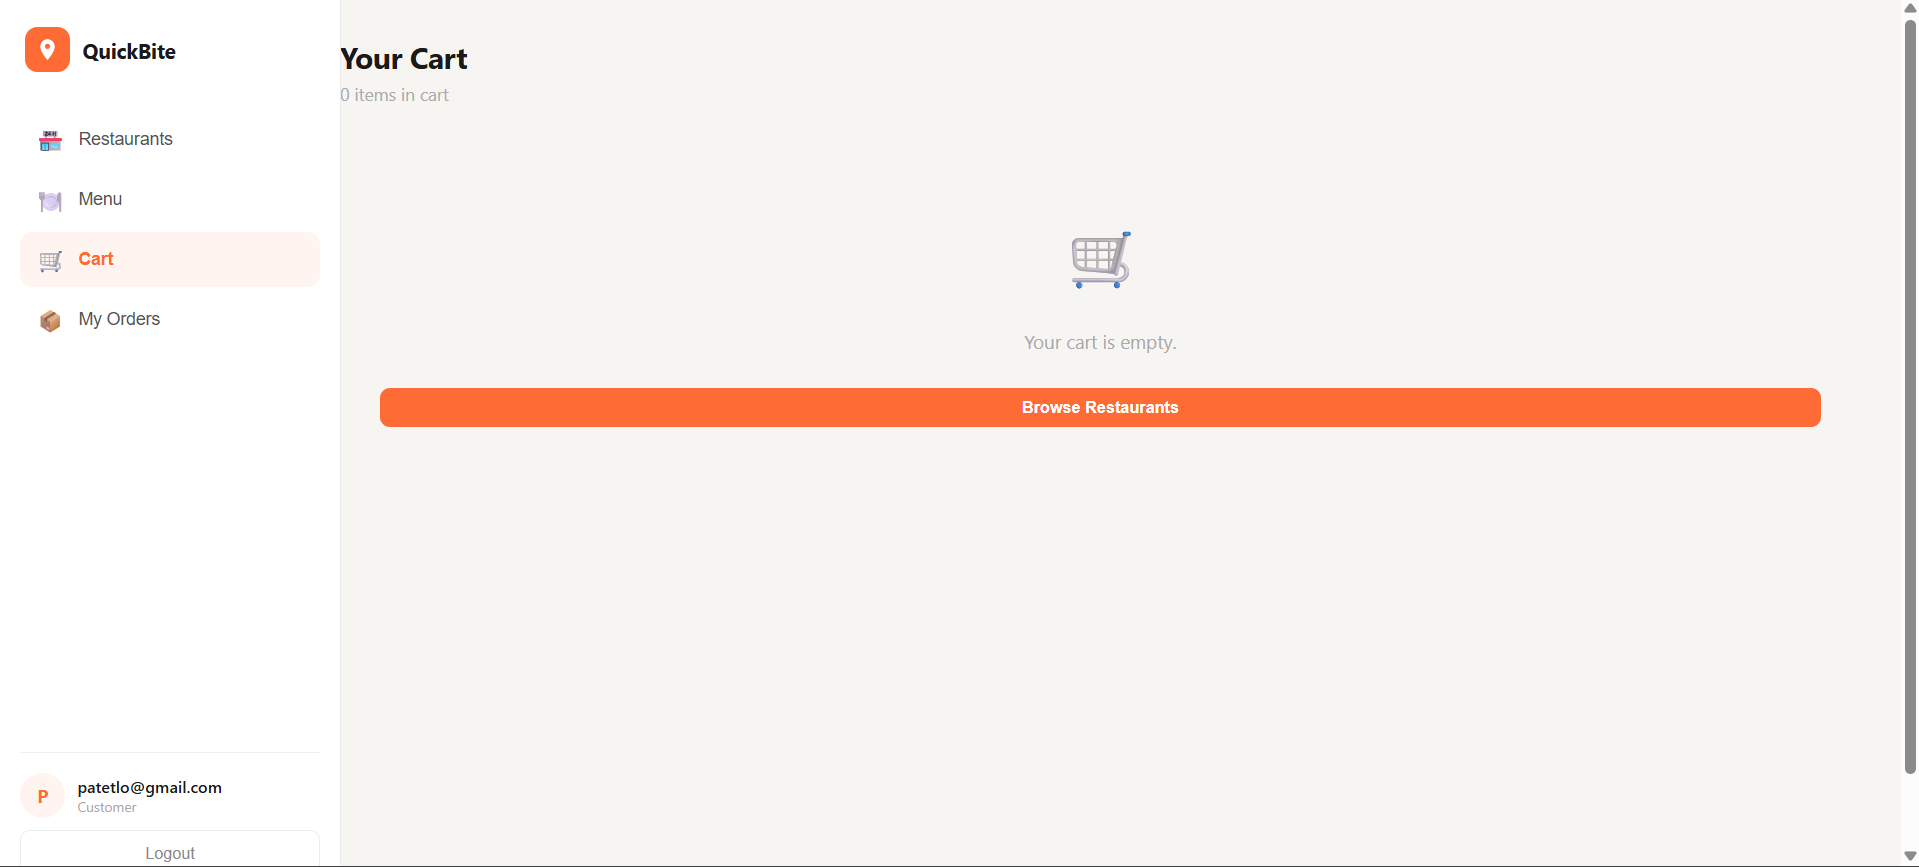 QuickBite
Restaurants
Menu
Cart
My Orders
patetlo@gmail.com
Customer
Logout
Your Cart
0 items in cart
Your cart is empty.
Browse Restaurants
P